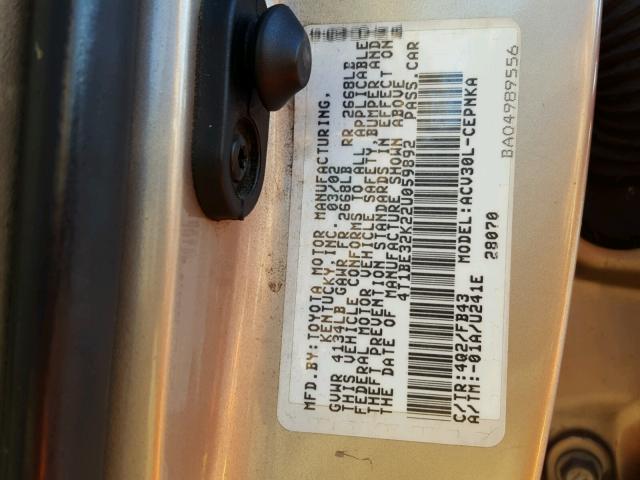 MFD.BY:TOYOTA MOTOR MANUFACTURING,
KENTUCKY,INC. 03/02
GVWR 4134LB GAWR FR 2668LB RR 2668LB
THIS VEHICLE CONFORMS TO ALL APPLICABLE
FEDERAL MOTOR VEHICLE SAFETY,BUMPER AND
THEFT PREVENTION STANDARDS IN EFFECT ON
THE DATE OF MANUFACTURE SHOWN ABOVE
4T1BE32K22U059892 PASS.CAR
C/TR:4Q2/FB43 MODEL:ACV30L-CEPNKA
A/TM:-01A/U241E 28070
BA04989556